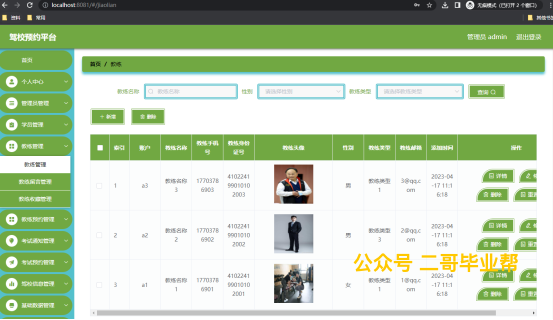 localhost:8081/#/jiaolian
无痕模式（已打开 2 个窗口）
资料 常用
驾校预约平台
管理员 admin 退出登录
首页
个人中心
管理员管理
学员管理
教练管理
教练管理
教练留言管理
教练收藏管理
教练预约管理
考试通知管理
考试预约管理
驾校信息管理
基础数据管理
首页 / 教练
教练名称 教练名称 性别 请选择性别 教练类型 请选择教练类型 查询
+ 新增 删除
索引 账户 教练名称 教练手机号 教练身份证号 教练头像 性别 教练类型 教练邮箱 添加时间 操作
1 a3 教练名称3 17703786903 410224199010102003 男 教练类型1 3@qq.com 2023-04-17 11:16:18 详情 删除
2 a2 教练名称2 17703786902 410224199010102002 男 教练类型3 2@qq.com 2023-04-17 11:16:18 详情 删除
3 a1 教练名称1 17703786901 410224199010102001 女 教练类型1 1@qq.com 2023-04-17 11:16:18 详情 删除
公众号 二哥毕业帮